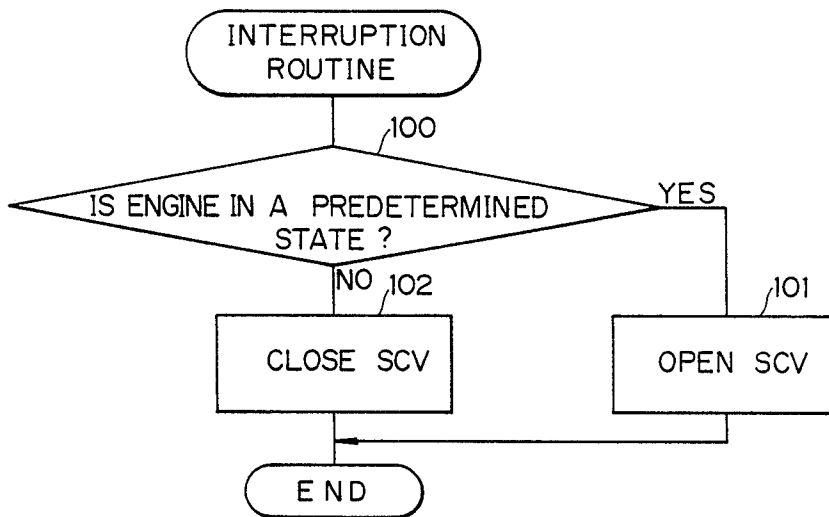 INTERRUPTION
ROUTINE
100
IS ENGINE IN A PREDETERMINED
STATE ?
YES
NO
102
101
CLOSE SCV
OPEN SCV
END